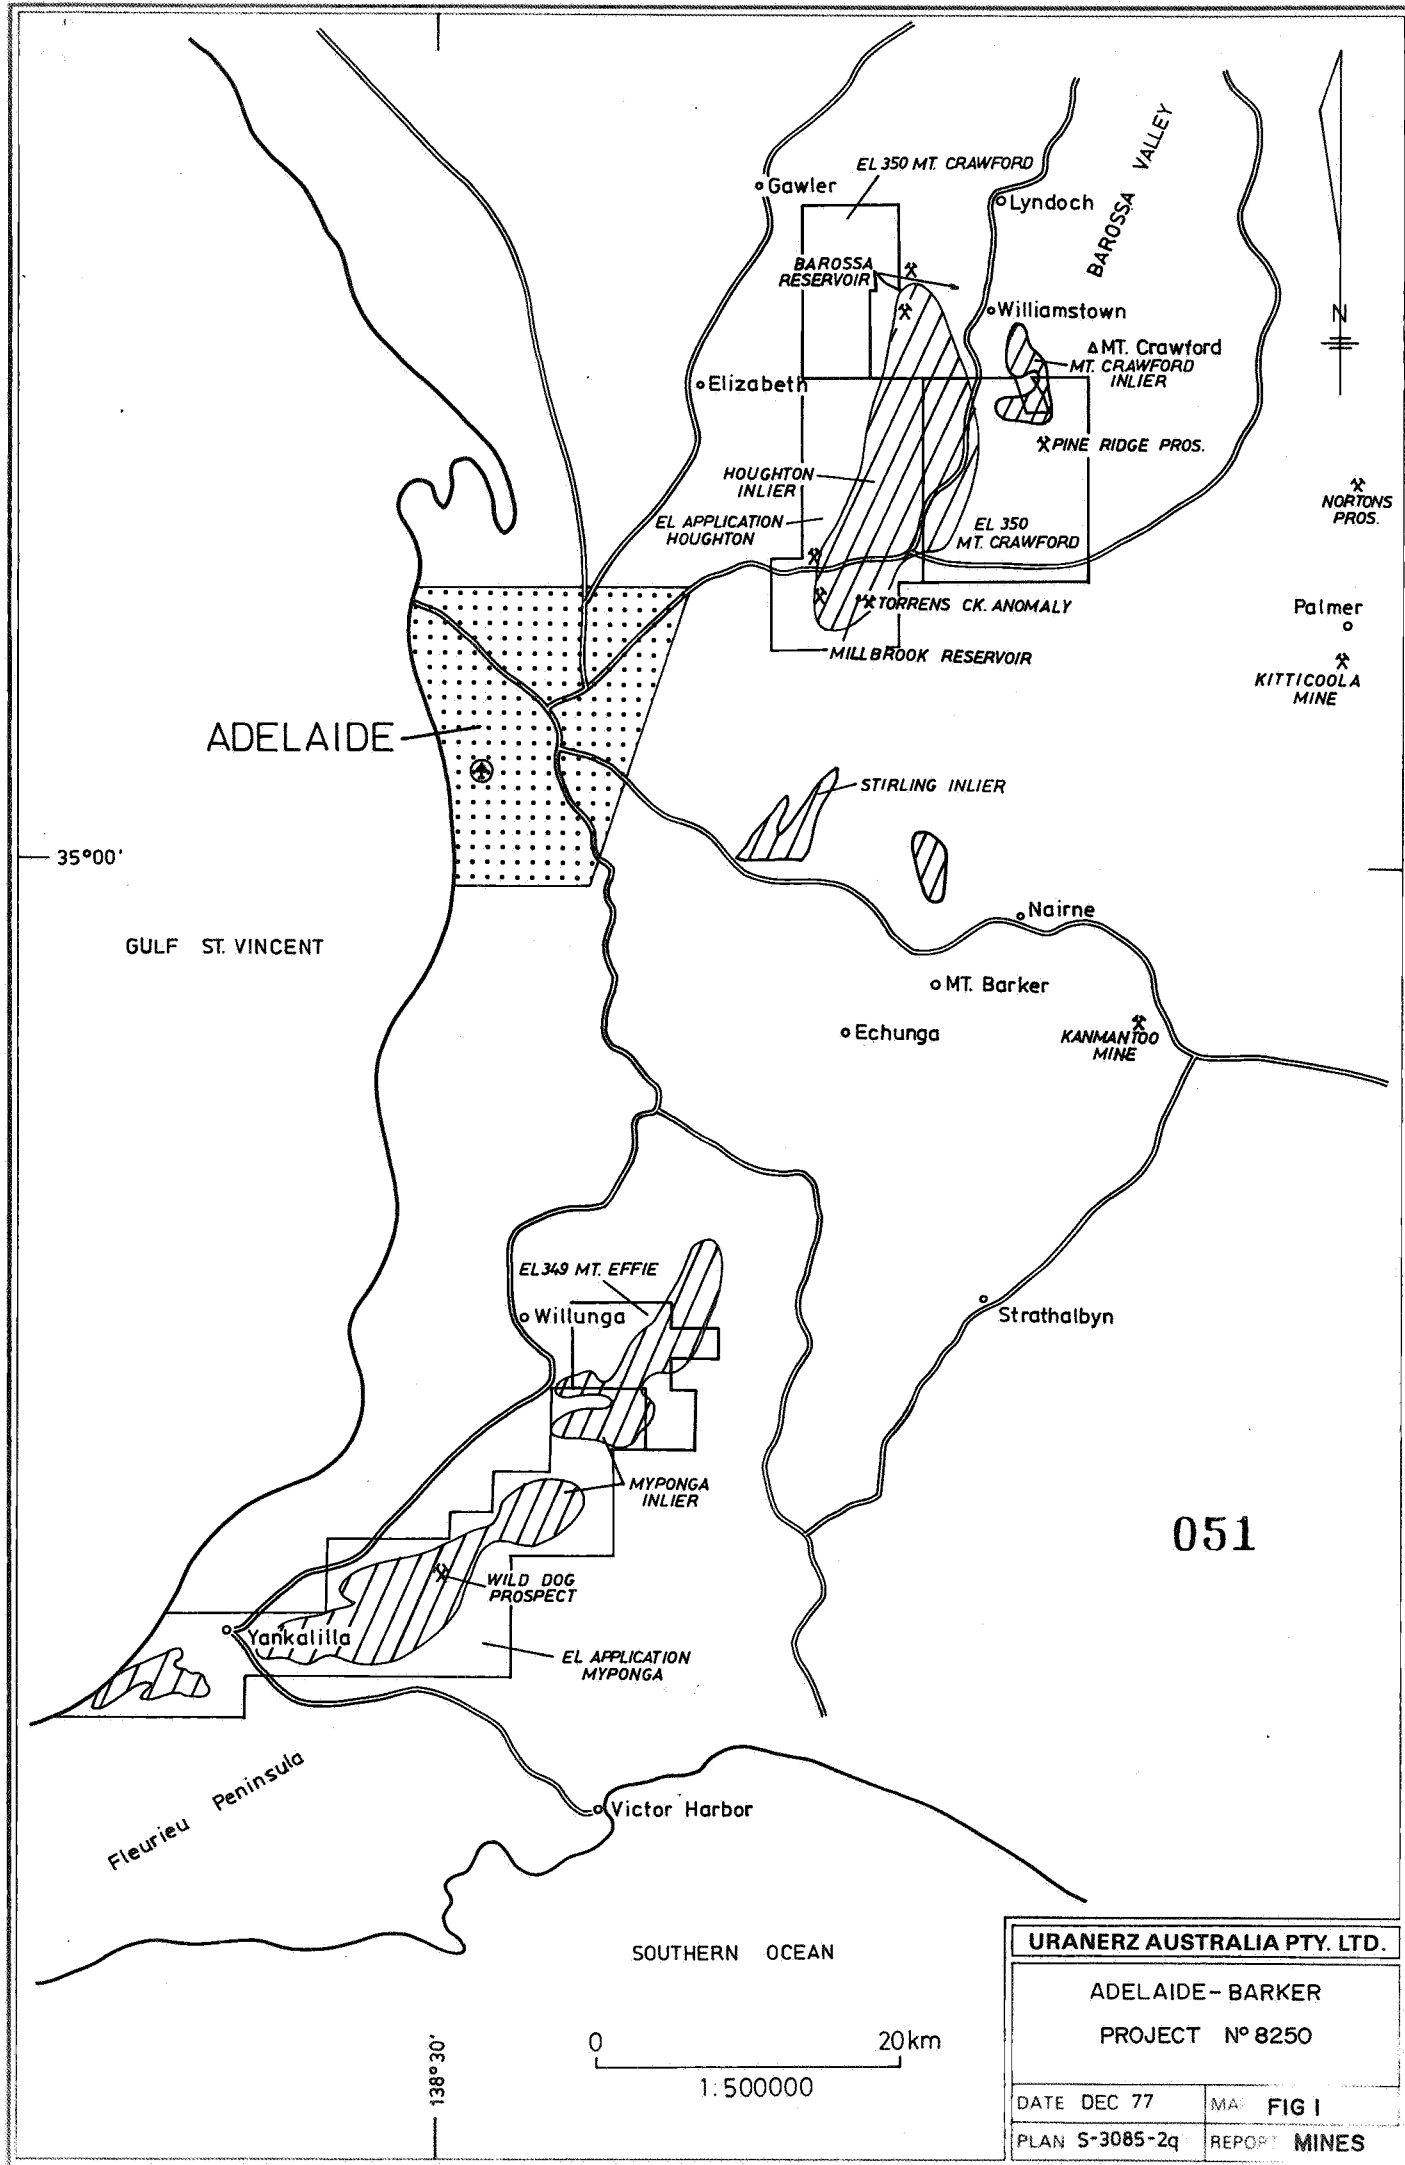 EL 350 MT. CRAWFORD
Gawler
Lyndoch
BAROSSA VALLEY
BAROSSA
RESERVOIR
Williamstown
N
MT. Crawford
MT. CRAWFORD
INLIER
Elizabeth
PINE RIDGE PROS.
HOUGHTON
INLIER
NORTONS
PROS.
EL APPLICATION
HOUGHTON
EL 350
MT. CRAWFORD
TORRENS CK. ANOMALY
Palmer
MILLBROOK RESERVOIR
KITTICOOLA
MINE
ADELAIDE
STIRLING INLIER
35°00'
Nairne
GULF ST. VINCENT
MT. Barker
Echunga
KANMANTOO
MINE
EL 349 MT. EFFIE
Willunga
Strathalbyn
MYPONGA
INLIER
051
WILD DOG
PROSPECT
Yankalilla
EL APPLICATION
MYPONGA
Fleurieu Peninsula
Victor Harbor
SOUTHERN OCEAN
138°30'
0 20km
1:500000
URANERZ AUSTRALIA PTY. LTD.
ADELAIDE-BARKER
PROJECT Nº 8250
DATE DEC 77
MA FIG 1
PLAN S-3085-2q
REPORT MINES